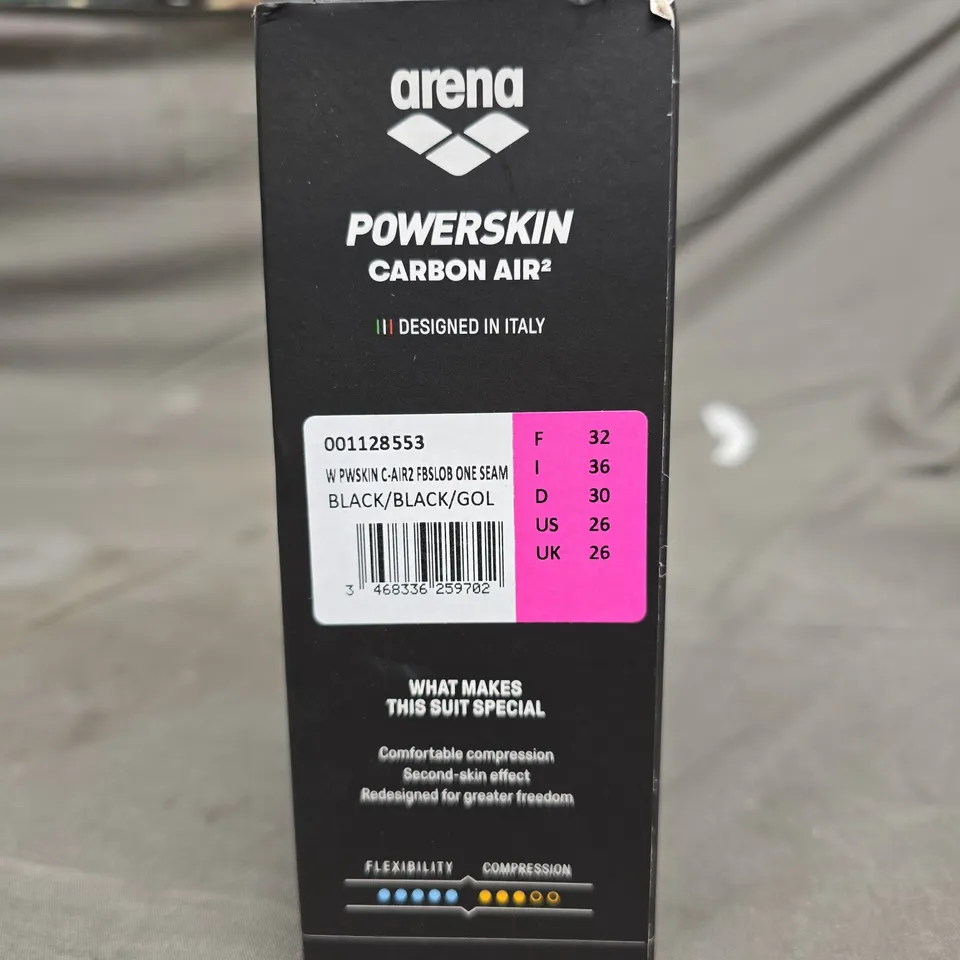 arena
POWERSKIN
CARBON AIR²
DESIGNED IN ITALY
001128553
W PWSKIN C-AIR2 FBSLOB ONE SEAM
BLACK/BLACK/GOL
3 468336 259702
F 32
I 36
D 30
US 26
UK 26
WHAT MAKES
THIS SUIT SPECIAL
Comfortable compression
Second-skin effect
Redesigned for greater freedom
FLEXIBILITY COMPRESSION